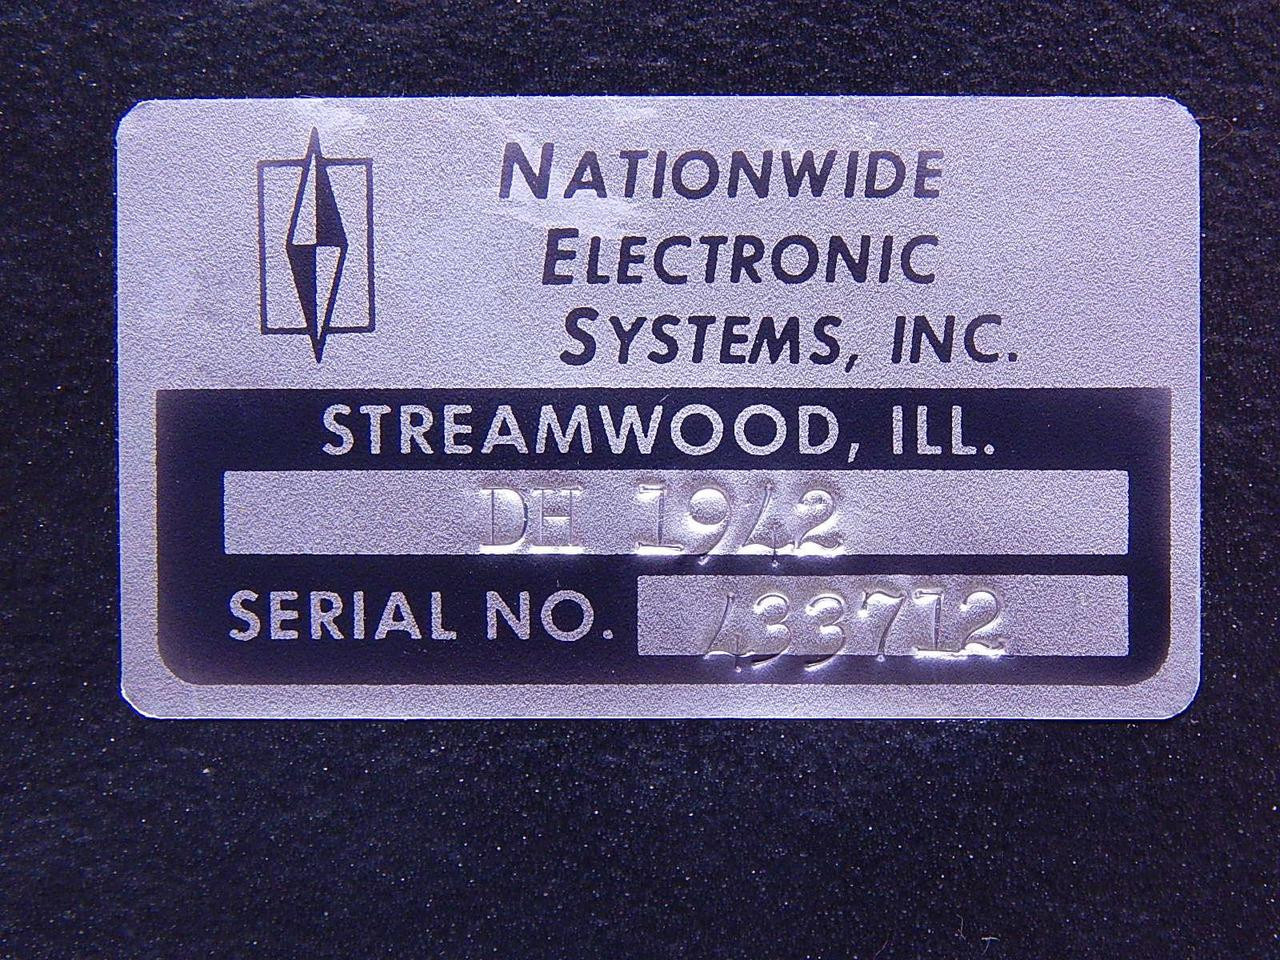 NATIONWIDE
ELECTRONIC
SYSTEMS, INC.
STREAMWOOD, ILL.
DH 1942
SERIAL NO. 433712